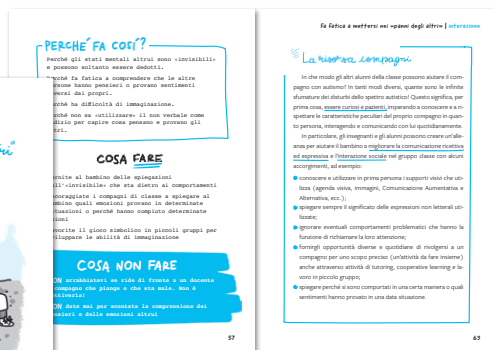 PERCHÉ FA COSÌ?
Perché gli stati mentali altrui sono «invisibili»
e possono soltanto essere dedotti.
Perché fa fatica a comprendere che le altre
persone hanno pensieri o provano sentimenti
diversi dai propri.
Perché ha difficoltà di immaginazione.
Perché non sa «utilizzare» il non verbale come
indizio per capire cosa pensano e provano gli
altri.
COSA FARE
Fornite al bambino delle spiegazioni
sull'«invisibile» che sta dietro ai comportamenti
Incoraggiate i compagni di classe a spiegare al
bambino quali emozioni provano in determinate
situazioni o perché hanno compiuto determinate
azioni
Favorite il gioco simbolico in piccoli gruppi per
sviluppare le abilità di immaginazione
COSA NON FARE
NON arrabbiatevi se ride di fronte a un docente
o compagno che piange o che sta male. Non è
cattiveria!
NON date mai per scontata la comprensione dei
pensieri e delle emozioni altrui
57
Fa fatica a mettersi nei «panni degli altri» | interazione
La risorsa compagni
In che modo gli altri alunni della classe possono aiutare il com-
pagno con autismo? In tanti modi diversi, quante sono le infinite
sfumature dei disturbi dello spettro autistico! Questo significa, per
prima cosa, essere curiosi e pazienti, imparando a conoscere e a ri-
spettare le caratteristiche peculiari del proprio compagno in quan-
to persona, interagendo e comunicando con lui quotidianamente.
In particolare, gli insegnanti e gli alunni possono creare un'alle-
anza per aiutare il bambino a migliorare la comunicazione ricettiva
ed espressiva e l'interazione sociale nel gruppo classe con alcuni
accorgimenti, ad esempio:
conoscere e utilizzare in prima persona i supporti visivi che uti-
lizza (agenda visiva, immagini, Comunicazione Aumentativa e
Alternativa, ecc.);
spiegare sempre il significato delle espressioni non letterali uti-
lizzate;
ignorare eventuali comportamenti problematici che hanno la
funzione di richiamare la loro attenzione;
fornirgli opportunità diverse e quotidiane di rivolgersi a un
compagno per uno scopo preciso (un'attività da fare insieme)
anche attraverso attività di tutoring, cooperative learning e la-
voro in piccolo gruppo;
spiegare perché si sono comportati in una certa maniera o quali
sentimenti hanno provato in una data situazione.
63